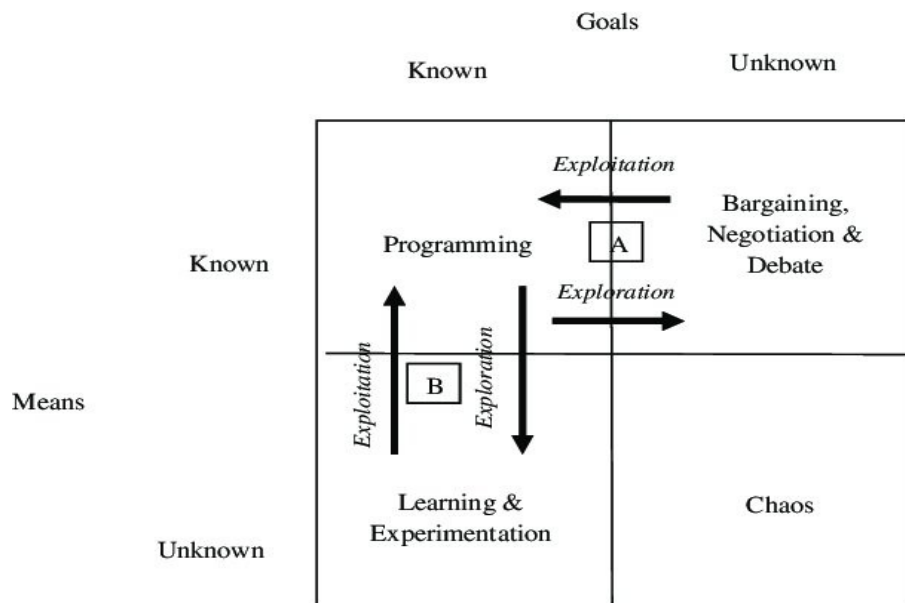 Goals
Known
Unknown
Exploitation
Bargaining,
Negotiation &
Debate
A
Programming
Known
Exploration
Exploitation
B
Exploration
Means
Learning &
Experimentation
Chaos
Unknown